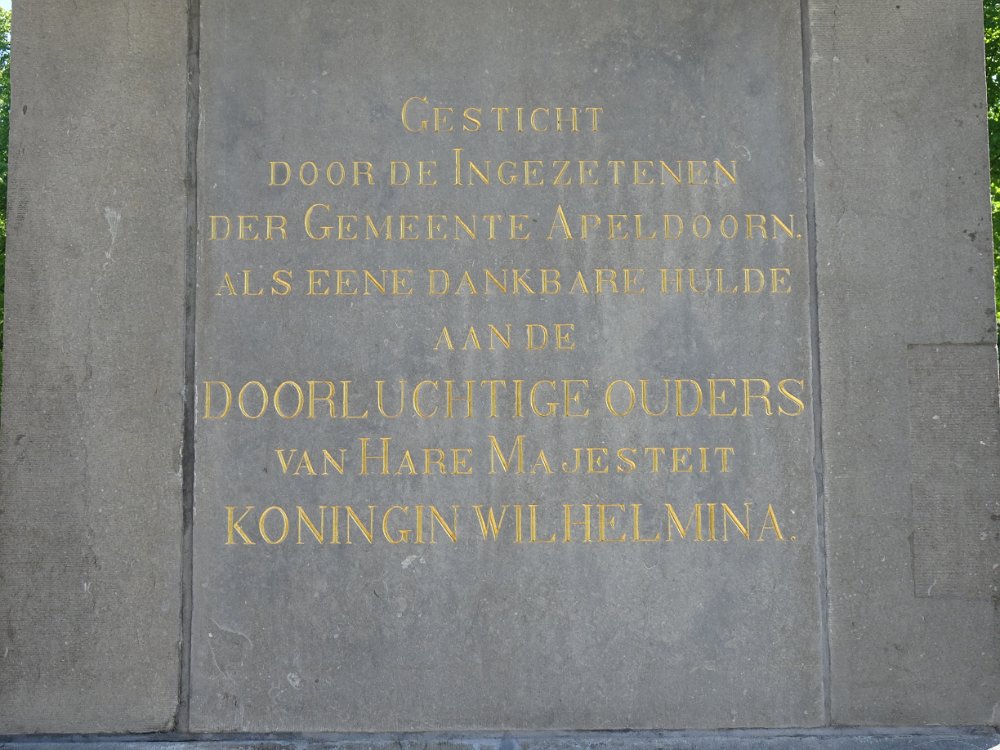 GESTICHT
DOOR DE INGEZETENEN
DER GEMEENTE APELDOORN.
ALS EENE DANKBARE HULDE
AAN DE
DOORLUCHTIGE OUDERS
VAN HARE MAJESTEIT
KONINGIN WILHELMINA.